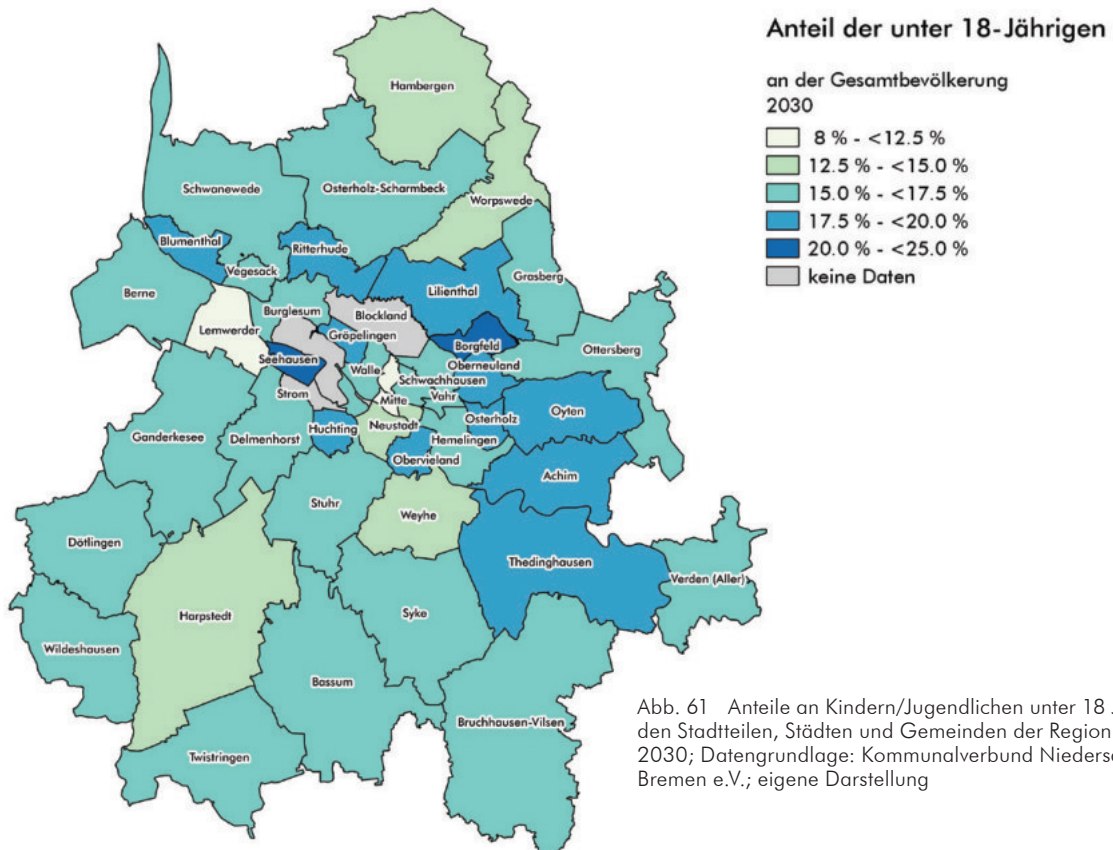 Anteil der unter 18-Jährigen
an der Gesamtbevölkerung
2030
8 % - <12.5 %
12.5 % - <15.0 %
15.0 % - <17.5 %
17.5 % - <20.0 %
20.0 % - <25.0 %
keine Daten
Hambergen
Schwanewede
Osterholz-Scharmbeck
Worpswede
Blumenthal
Ritterhude
Vegesack
Grasberg
Berne
Lilienthal
Burglesum
Blockland
Lemwerder
Gröpelingen
Borgfeld
Ottersberg
Seehausen
Oberneuland
Walle
Schwachhausen
Strom
Mitte
Vahr
Oyten
Ganderkesee
Delmenhorst
Huchting
Neustadt
Osterholz
Hemelingen
Obervieland
Achim
Stuhr
Weyhe
Dötlingen
Thedinghausen
Verden (Aller)
Harpstedt
Syke
Wildeshausen
Bassum
Bruchhausen-Vilsen
Twistringen
Abb. 61 Anteile an Kindern/Jugendlichen unter 18
den Stadtteilen, Städten und Gemeinden der Region
2030; Datengrundlage: Kommunalverbund
Bremen e.V.; eigene Darstellung